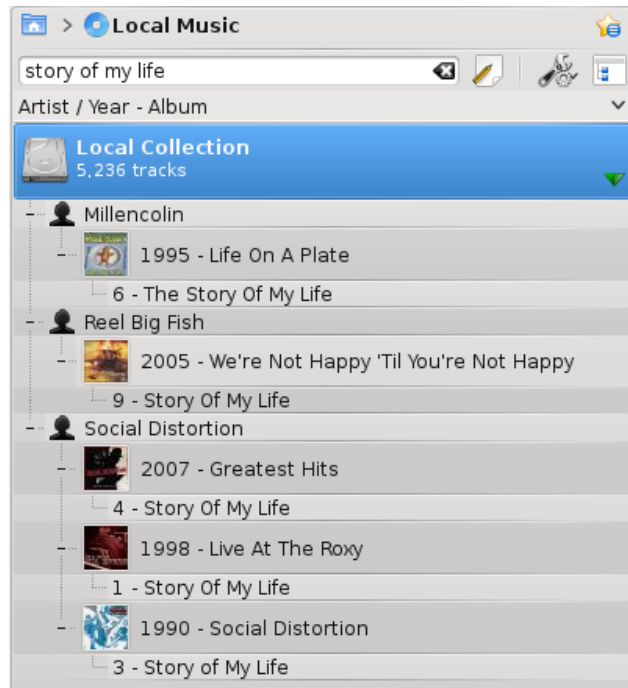 > Local Music
story of my life
Artist / Year - Album
Local Collection
5,236 tracks
Millencolin
1995 - Life On A Plate
6 - The Story Of My Life
Reel Big Fish
2005 - We're Not Happy 'Til You're Not Happy
9 - Story Of My Life
Social Distortion
2007 - Greatest Hits
4 - Story Of My Life
1998 - Live At The Roxy
1 - Story Of My Life
1990 - Social Distortion
3 - Story of My Life